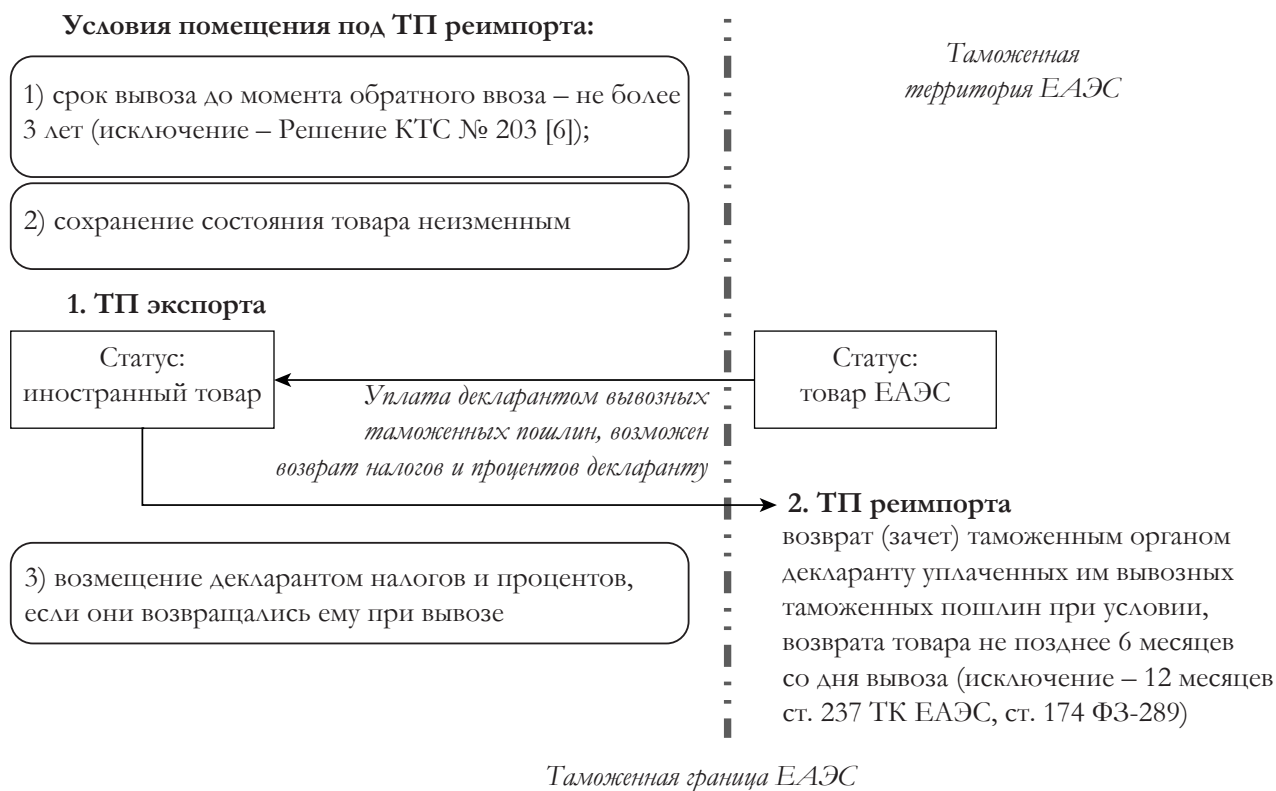 Условия помещения под ТП реимпорта:
Таможенная
территория ЕАЭС
1) срок вывоза до момента обратного ввоза – не более
3 лет (исключение – Решение КТС № 203 [6]);
2) сохранение состояния товара неизменным
1. ТП экспорта
Статус:
иностранный товар
Статус:
товар ЕАЭС
Уплата декларантом вывозных
таможенных пошлин, возможен
возврат налогов и процентов декларанту
2. ТП реимпорта
возврат (зачет) таможенным органом
декларанту уплаченных им вывозных
таможенных пошлин при условии,
возврата товара не позднее 6 месяцев
со дня вывоза (исключение – 12 месяцев
ст. 237 ТК ЕАЭС, ст. 174 ФЗ-289)
3) возмещение декларантом налогов и процентов,
если они возвращались ему при вывозе
Таможенная граница ЕАЭС